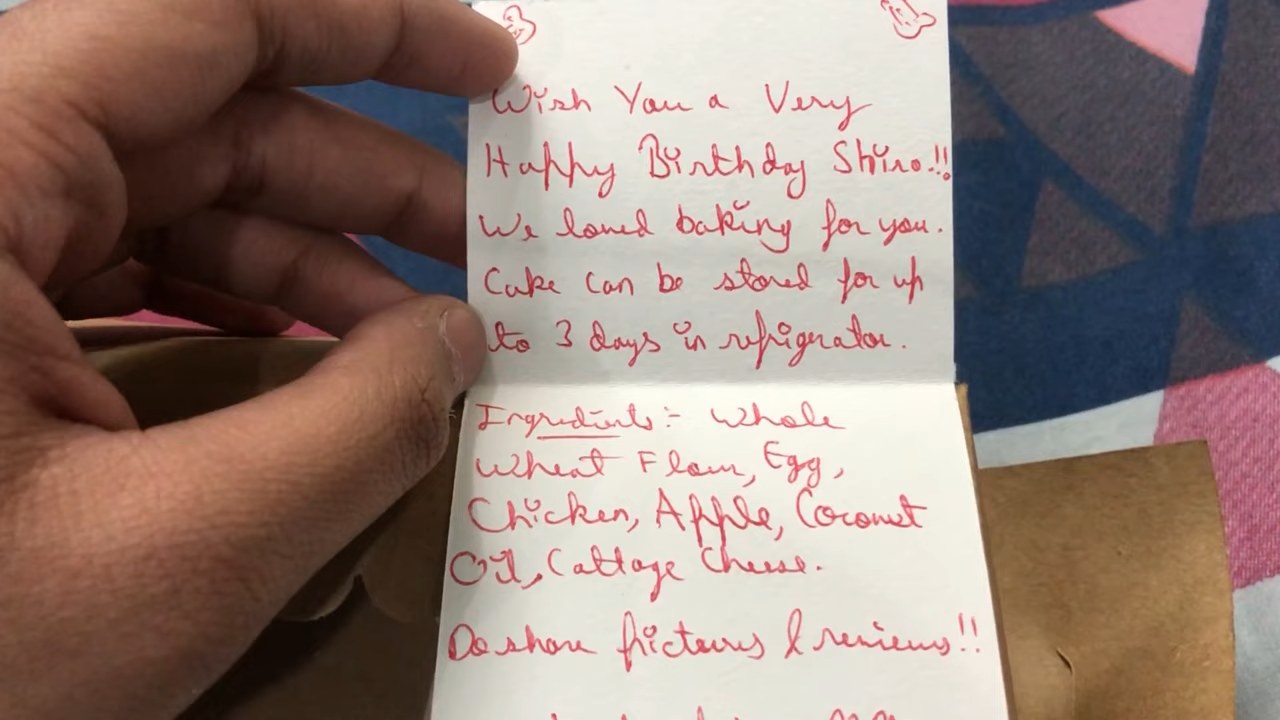 Wish You a Very
Happy Birthday Shiro!!
We loved baking for you.
Cake can be stored for up
to 3 days in refrigerator.
Ingredients:- Whole
Wheat Flour, Egg,
Chicken, Apple, Coconut
Oil, Cottage Cheese.
Do share pictures & reviews!!